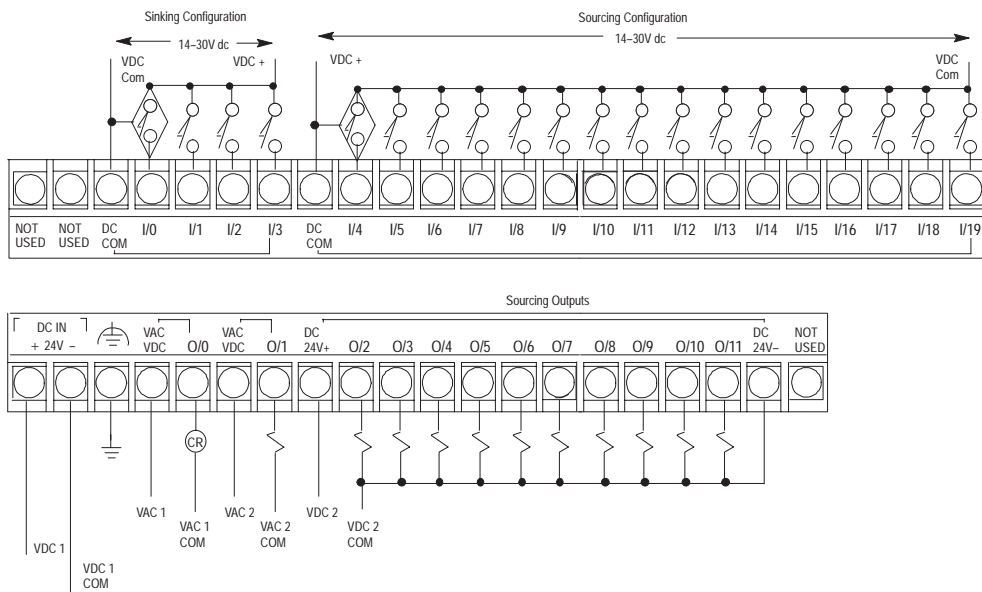 Sinking Configuration
Sourcing Configuration
14–30V dc
14–30V dc
VDC
Com
VDC +
VDC +
VDC
Com
NOT
USED
NOT
USED
DC
COM
I/0
I/1
I/2
I/3
DC
COM
I/4
I/5
I/6
I/7
I/8
I/9
I/10
I/11
I/12
I/13
I/14
I/15
I/16
I/17
I/18
I/19
Sourcing Outputs
DC IN
+ 24V –
VAC
VDC
O/0
VAC
VDC
O/1
DC
24V+
O/2
O/3
O/4
O/5
O/6
O/7
O/8
O/9
O/10
O/11
DC
24V–
NOT
USED
CR
VAC 1
VAC 1
COM
VAC 2
VAC 2
COM
VDC 2
VDC 2
COM
VDC 1
VDC 1
COM